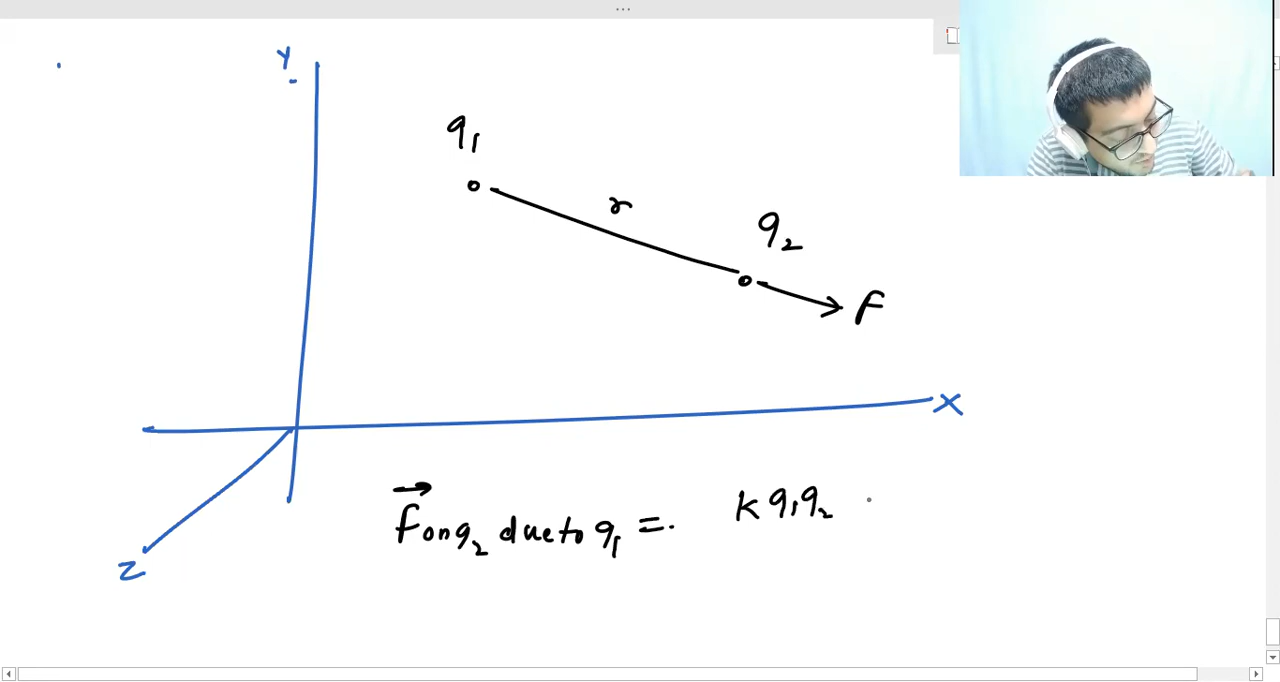 Y
q₁
r
q₂
F
X
F on q₂ due to q₁ = K q₁q₂
Z